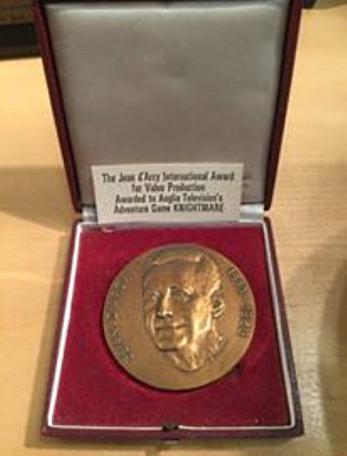 The Jean d'Arcy International Award
for Video Production
Awarded to Anglia Television's
Adventure Game KNIGHTMARE